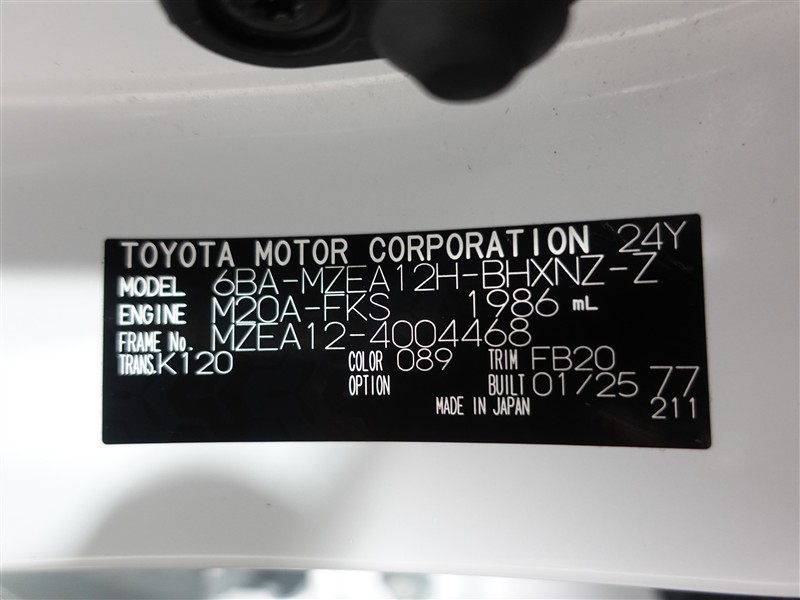 TOYOTA MOTOR CORPORATION 24Y
MODEL 6BA-MZEA12H-BHXNZ-Z
ENGINE M20A-FKS 1986 mL
FRAME No. MZEA12-4004468
TRANS. K120 COLOR 089 TRIM FB20
OPTION BUILT 01/25 77
MADE IN JAPAN 211